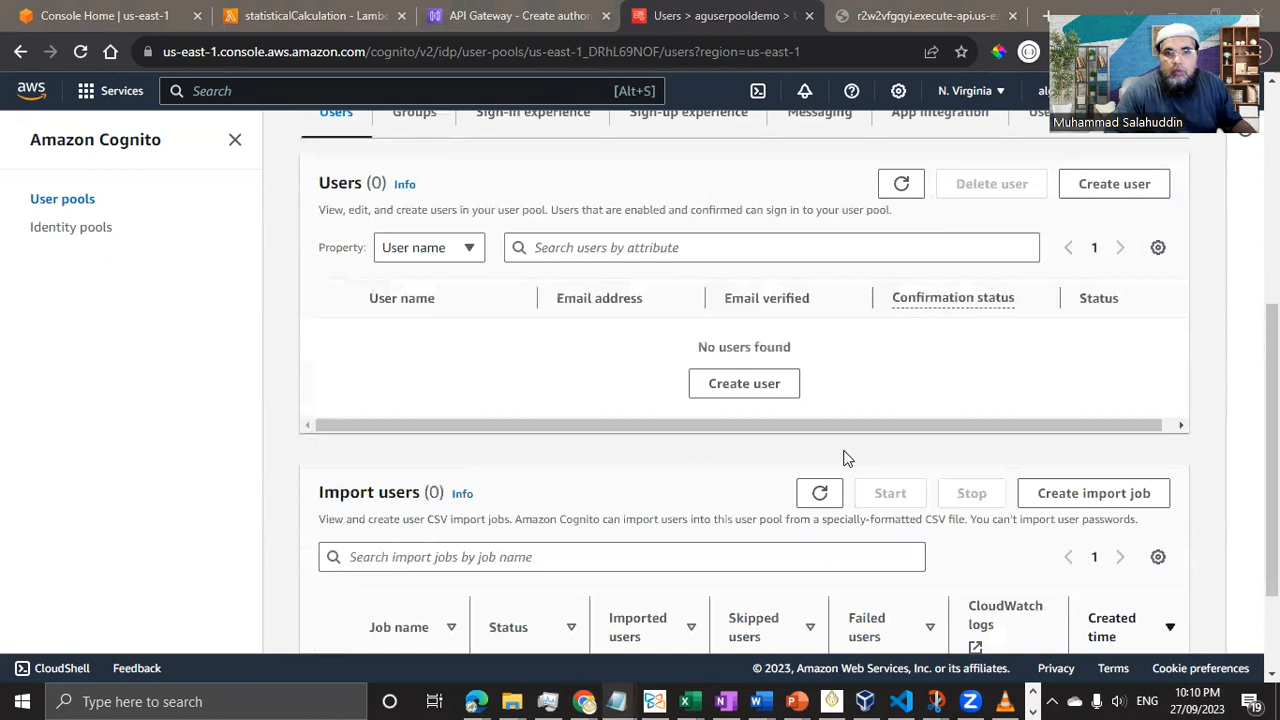 Console Home | us-east-1
statisticalCalculation - Lamb
API Gateway - Create author
Users > aguserpooldemo >
r2w2vfgqyi.execute-api.us-ea
us-east-1.console.aws.amazon.com/cognito/v2/idp/user-pools/us-east-1_DRhL69NOF/users?region=us-east-1
aws
Services
Search
[Alt+S]
N. Virginia
Muhammad Salahuddin
Amazon Cognito
User pools
Identity pools
Users
Groups
Sign-in experience
Sign-up experience
Messaging
App integration
Users (0)
Info
Delete user
Create user
View, edit, and create users in your user pool. Users that are enabled and confirmed can sign in to your user pool.
Property:
User name
Search users by attribute
1
User name
Email address
Email verified
Confirmation status
Status
No users found
Create user
Import users (0)
Info
Start
Stop
Create import job
View and create user CSV import jobs. Amazon Cognito can import users into this user pool from a specially-formatted CSV file. You can't import user passwords.
Search import jobs by job name
1
Job name
Status
Imported users
Skipped users
Failed users
CloudWatch logs
Created time
CloudShell
Feedback
© 2023, Amazon Web Services, Inc. or its affiliates.
Privacy
Terms
Cookie preferences
Type here to search
ENG
10:10 PM
27/09/2023
19